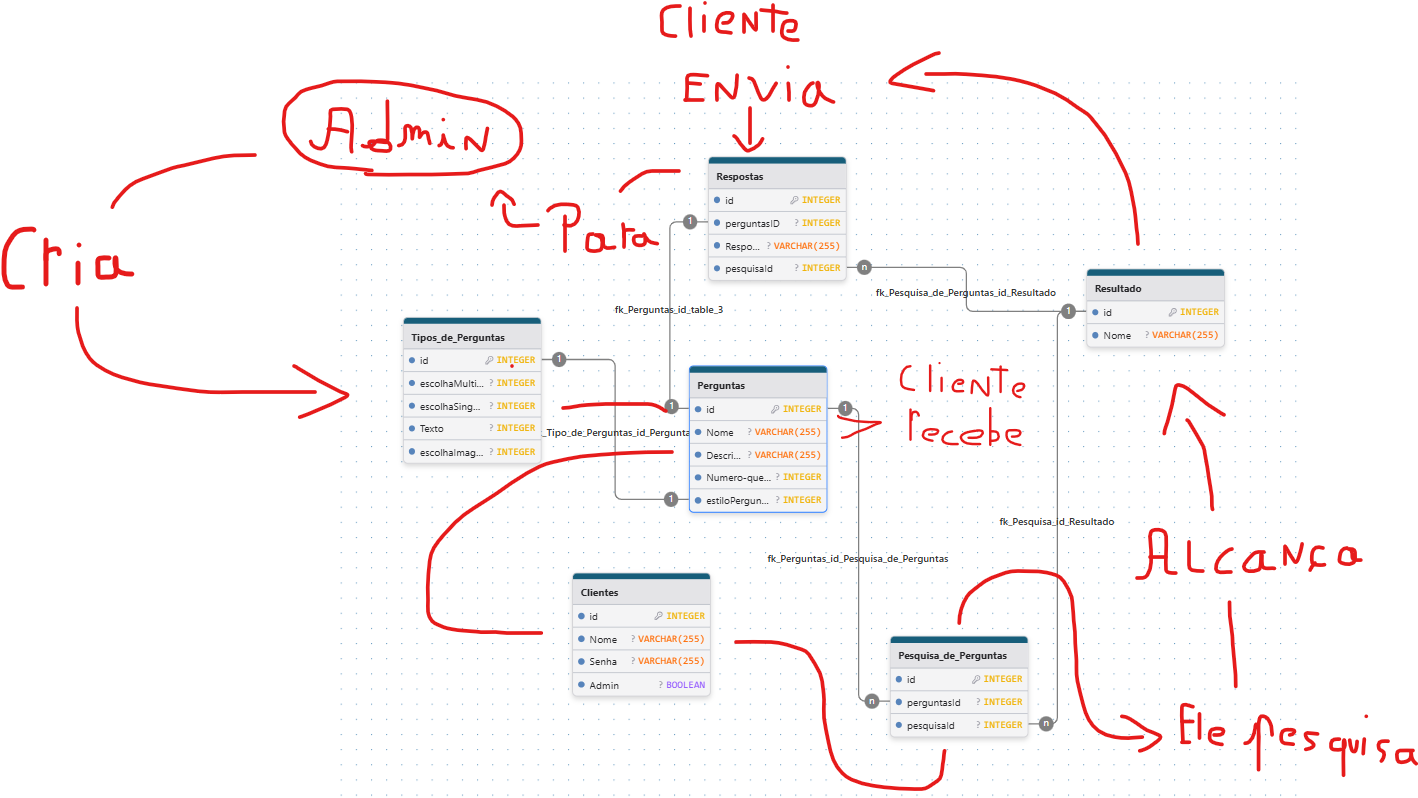 Cliente
ENVIA
Admin
Para
Cria
Respostas
id INTEGER
perguntasID ? INTEGER
Respo... ? VARCHAR(255)
pesquisaId ? INTEGER
1
n
fk_Pesquisa_de_Perguntas_id_Resultado
fk_Perguntas_id_table_3
Resultado
id INTEGER
Nome ? VARCHAR(255)
1
Tipos_de_Perguntas
id INTEGER
escolhaMulti... ? INTEGER
escolhaSing... ? INTEGER
Texto ? INTEGER
escolhaImag... ? INTEGER
1
_Tipo_de_Perguntas_id_Pergunta
Perguntas
id INTEGER
Nome ? VARCHAR(255)
Descri... ? VARCHAR(255)
Numero-que... ? INTEGER
estiloPergun... ? INTEGER
1
1
1
Cliente
recebe
fk_Pesquisa_id_Resultado
fk_Perguntas_id_Pesquisa_de_Perguntas
Alcança
Clientes
id INTEGER
Nome ? VARCHAR(255)
Senha ? VARCHAR(255)
Admin ? BOOLEAN
Pesquisa_de_Perguntas
id INTEGER
perguntasId ? INTEGER
pesquisaId ? INTEGER
n
n
Ele pesquisa